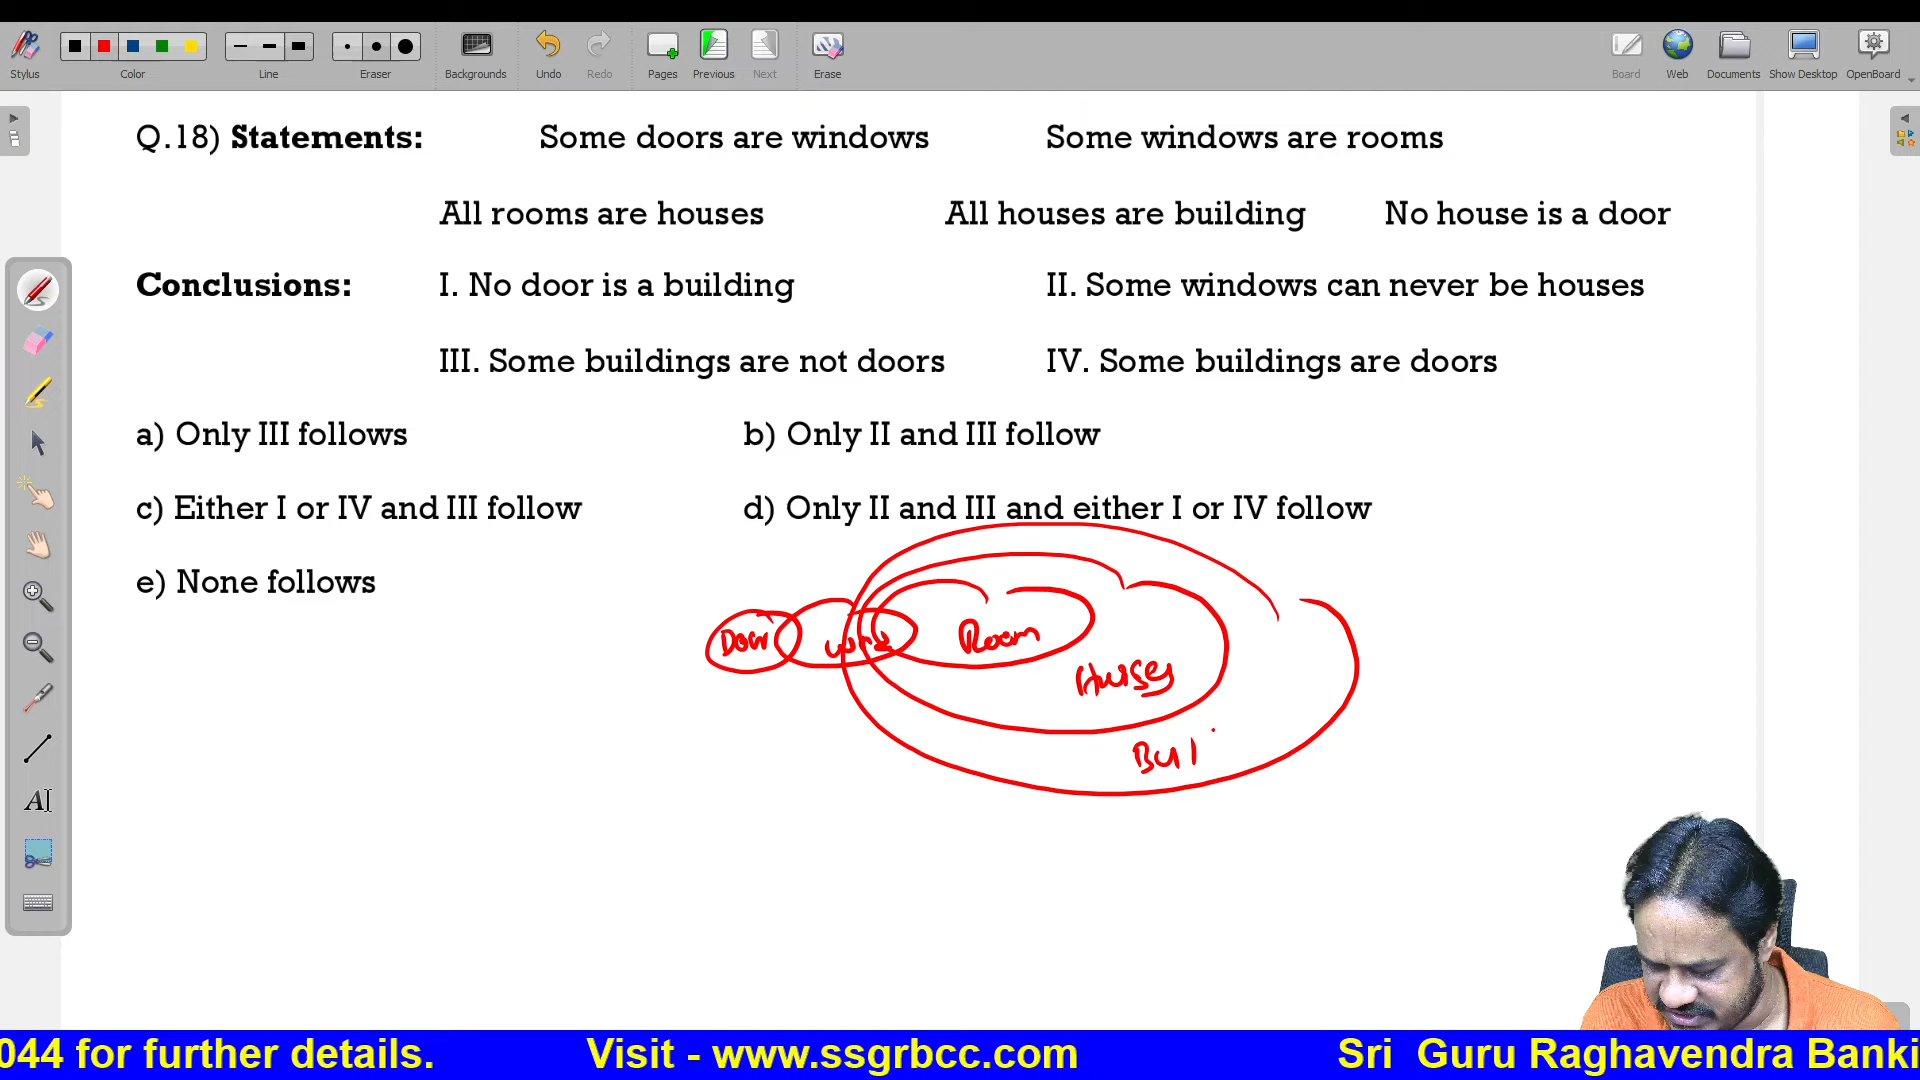 Stylus Color Line Eraser Backgrounds Undo Redo Pages Previous Next Erase Board Web Documents Show Desktop OpenBoard
Q.18) Statements: Some doors are windows Some windows are rooms
All rooms are houses All houses are building No house is a door
Conclusions: I. No door is a building II. Some windows can never be houses
III. Some buildings are not doors IV. Some buildings are doors
a) Only III follows b) Only II and III follow
c) Either I or IV and III follow d) Only II and III and either I or IV follow
e) None follows
Door Room
Houses
Bui
044 for further details. Visit - www.ssgrbcc.com Sri Guru Raghavendra Banki